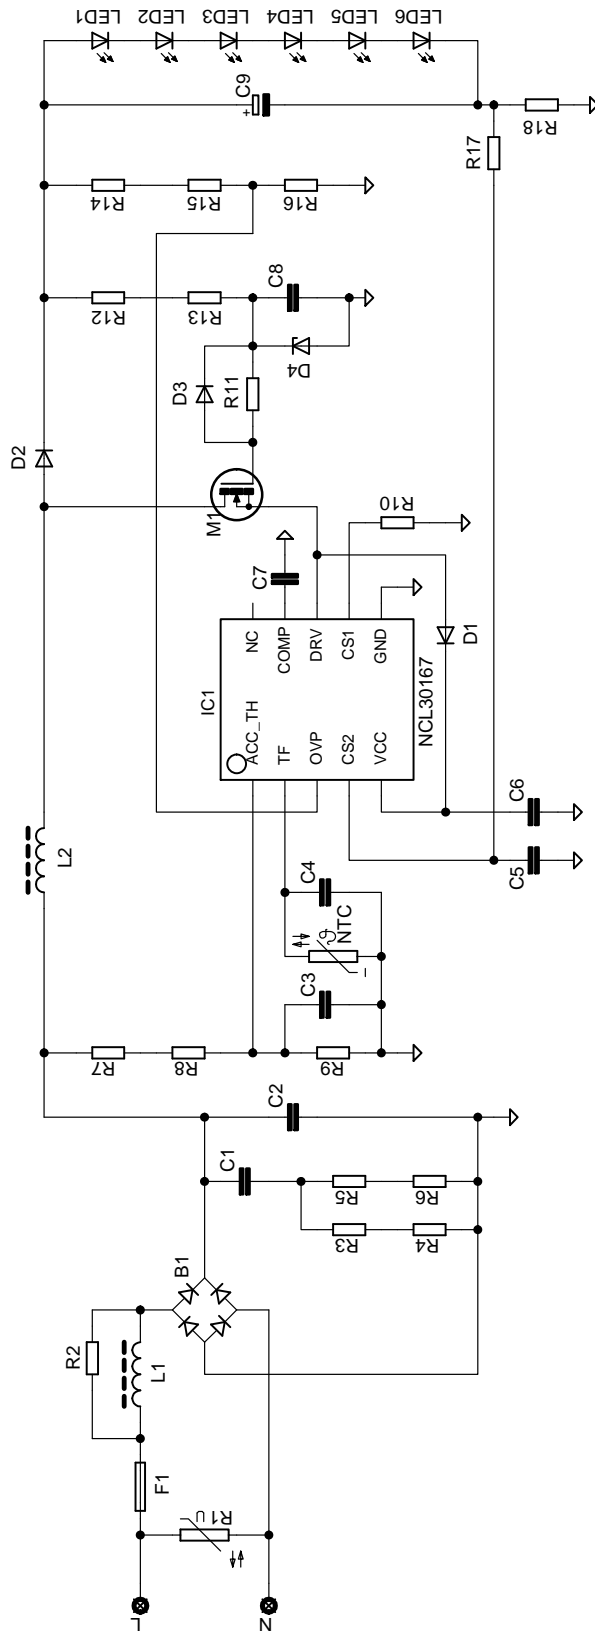 L
N
F1
R1
U
R2
L1
B1
C1
R3
R4
R5
R6
C2
R7
R8
R9
C3
NTC
ϑ
C4
L2
C5
C6
IC1
ACC_TH
TF
OVP
CS2
VCC
NC
COMP
DRV
CS1
GND
NCL30167
D1
C7
R10
M1
D2
D3
R11
D4
R12
R13
C8
R14
R15
R16
R17
R18
C9
+
LED1
LED2
LED3
LED4
LED5
LED6